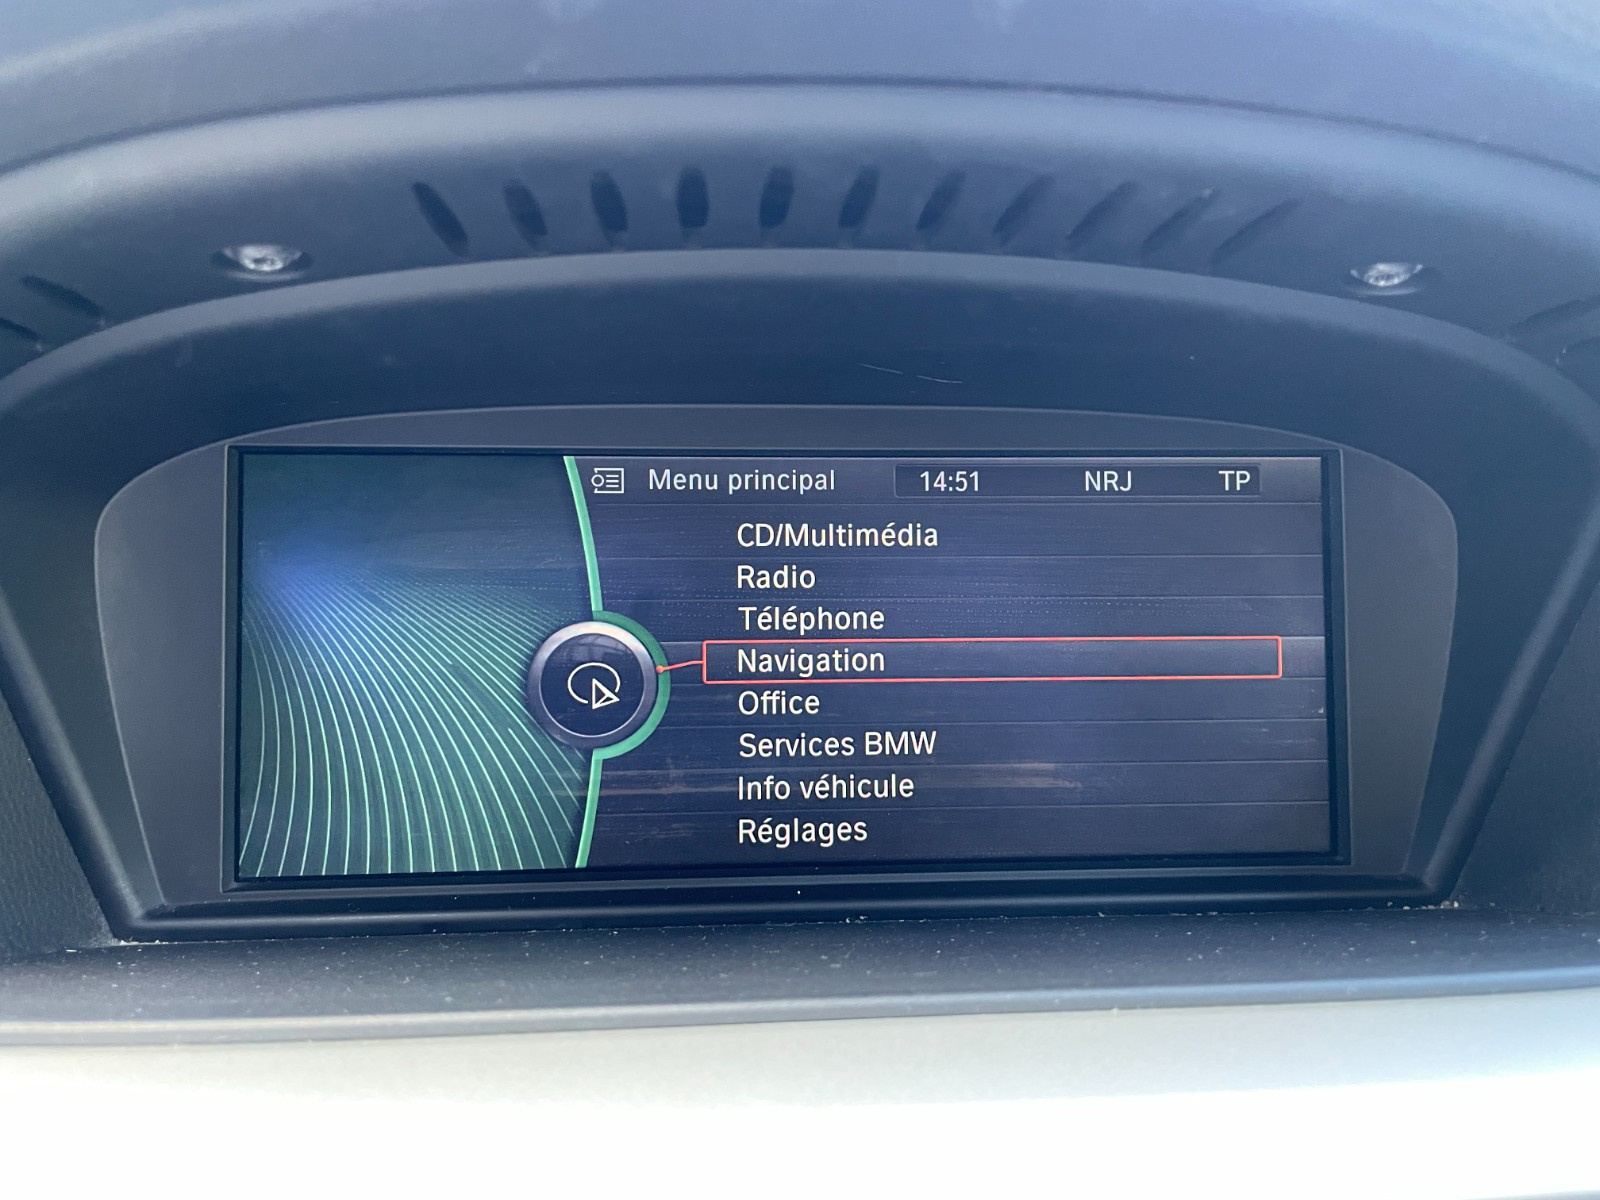 Menu principal 14:51 NRJ TP
CD/Multimédia
Radio
Téléphone
Navigation
Office
Services BMW
Info véhicule
Réglages